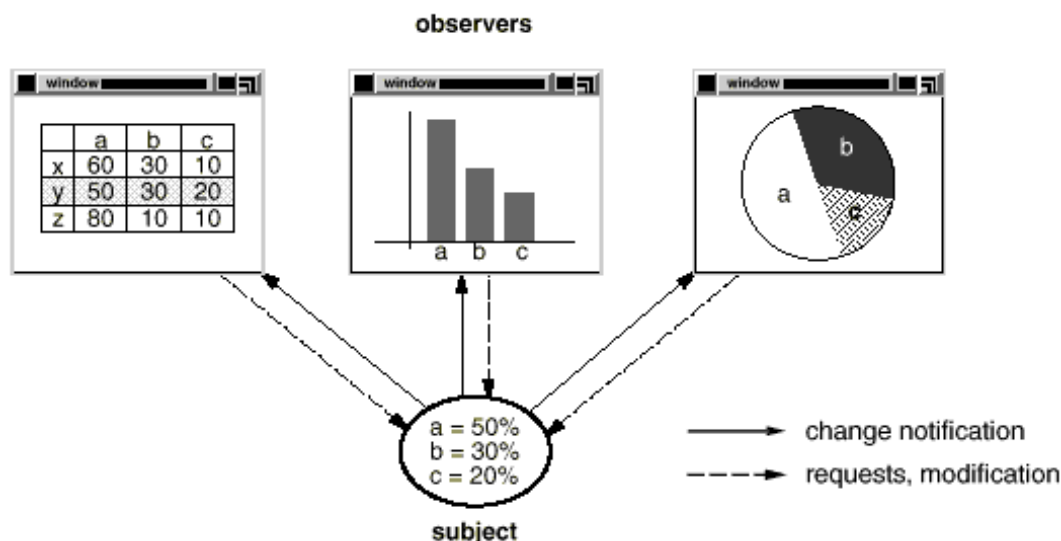 observers
window
a b c
x 60 30 10
y 50 30 20
z 80 10 10
window
a b c
window
a
b
c
a = 50%
b = 30%
c = 20%
subject
change notification
requests, modification